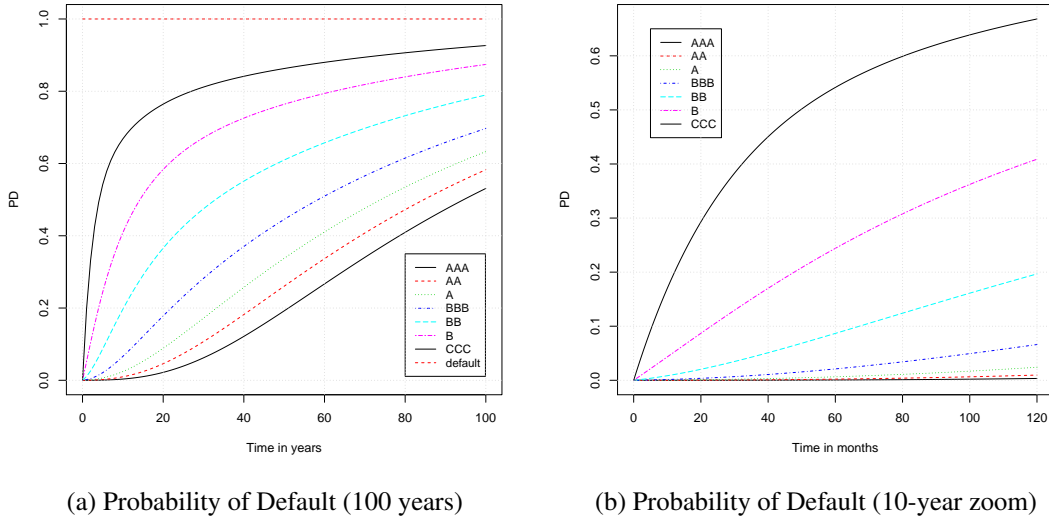 PD
1.0
0.8
0.6
0.4
0.2
0.0
0 20 40 60 80 100
Time in years
AAA
AA
A
BBB
BB
B
CCC
default
(a) Probability of Default (100 years)
PD
0.6
0.5
0.4
0.3
0.2
0.1
0.0
0 20 40 60 80 100 120
Time in months
AAA
AA
A
BBB
BB
B
CCC
(b) Probability of Default (10-year zoom)